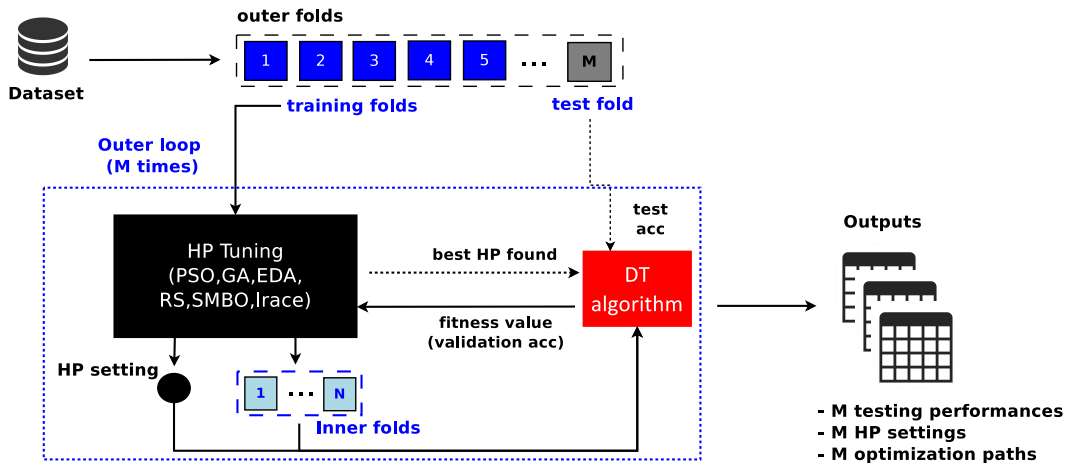 outer folds
1 2 3 4 5 ... M
Dataset
training folds
test fold
Outer loop
(M times)
HP Tuning
(PSO,GA,EDA,
RS,SMBO,Irace)
best HP found
test
acc
DT
algorithm
fitness value
(validation acc)
HP setting
1 ... N
Inner folds
Outputs
- M testing performances
- M HP settings
- M optimization paths